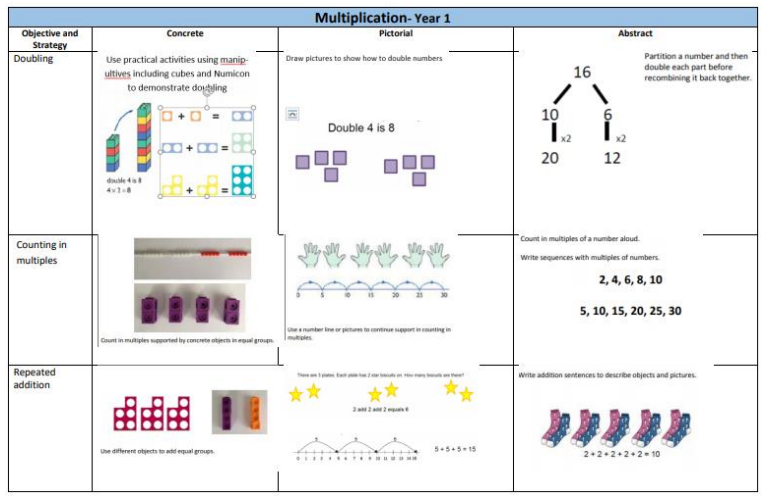 Multiplication- Year 1
Objective and
Strategy
Concrete
Pictorial
Abstract
Doubling
Use practical activities using manip-
ultives including cubes and Numicon
to demonstrate doubling
+ =
+ =
+ =
double 4 is 8
4 x 2 = 8
Draw pictures to show how to double numbers
Double 4 is 8
Partition a number and then
double each part before
recombining it back together.
16
10 6
x2 x2
20 12
Counting in
multiples
Count in multiples supported by concrete objects in equal groups.
0 5 10 15 20 25 30
Use a number line or pictures to continue support in counting in
multiples.
Count in multiples of a number aloud.
Write sequences with multiples of numbers.
2, 4, 6, 8, 10
5, 10, 15, 20, 25, 30
Repeated
addition
Use different objects to add equal groups.
There are 3 plates. Each plate has 2 star biscuits on. How many biscuits are there?
2 add 2 add 2 equals 6
5 5 5
0 1 2 3 4 5 6 7 8 9 10 11 12 13 14 15
5 + 5 + 5 = 15
Write addition sentences to describe objects and pictures.
2 + 2 + 2 + 2 + 2 = 10